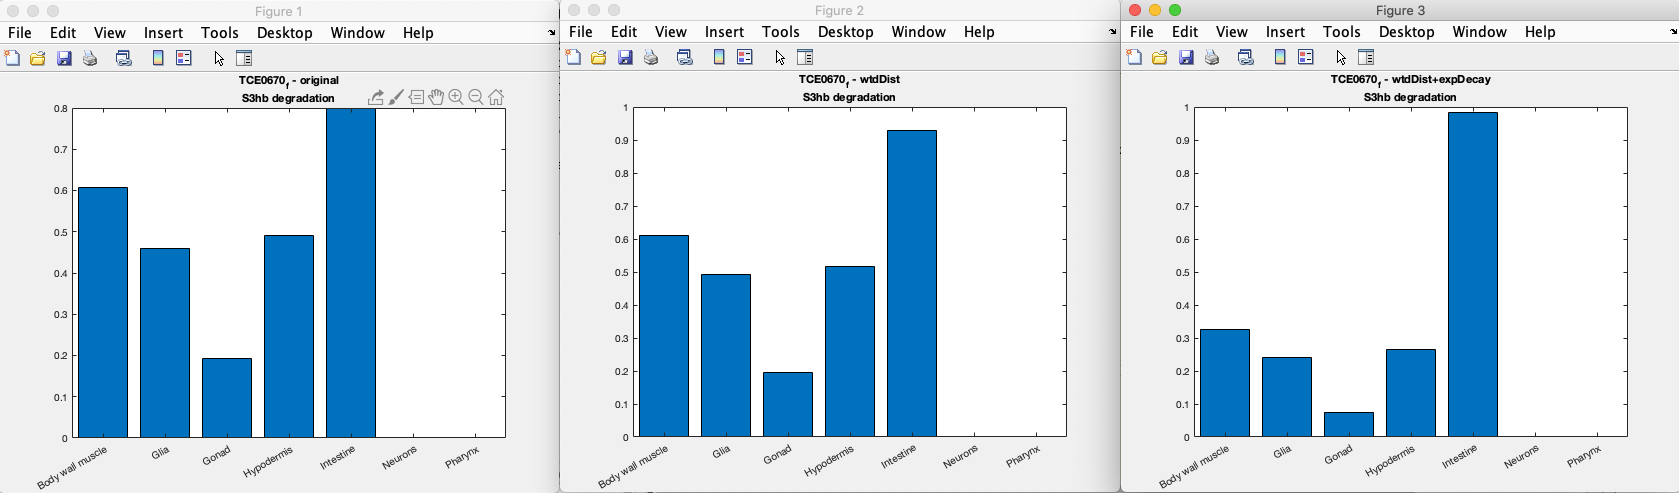 Figure 1
File Edit View Insert Tools Desktop Window Help
TCE0670f - original
S3hb degradation
0.8
0.7
0.6
0.5
0.4
0.3
0.2
0.1
0
Body wall muscle
Glia
Gonad
Hypodermis
Intestine
Neurons
Pharynx
Figure 2
File Edit View Insert Tools Desktop Window Help
TCE0670f - wtdDist
S3hb degradation
1
0.9
0.8
0.7
0.6
0.5
0.4
0.3
0.2
0.1
0
Body wall muscle
Glia
Gonad
Hypodermis
Intestine
Neurons
Pharynx
Figure 3
File Edit View Insert Tools Desktop Window Help
TCE0670f - wtdDist+expDecay
S3hb degradation
1
0.9
0.8
0.7
0.6
0.5
0.4
0.3
0.2
0.1
0
Body wall muscle
Glia
Gonad
Hypodermis
Intestine
Neurons
Pharynx